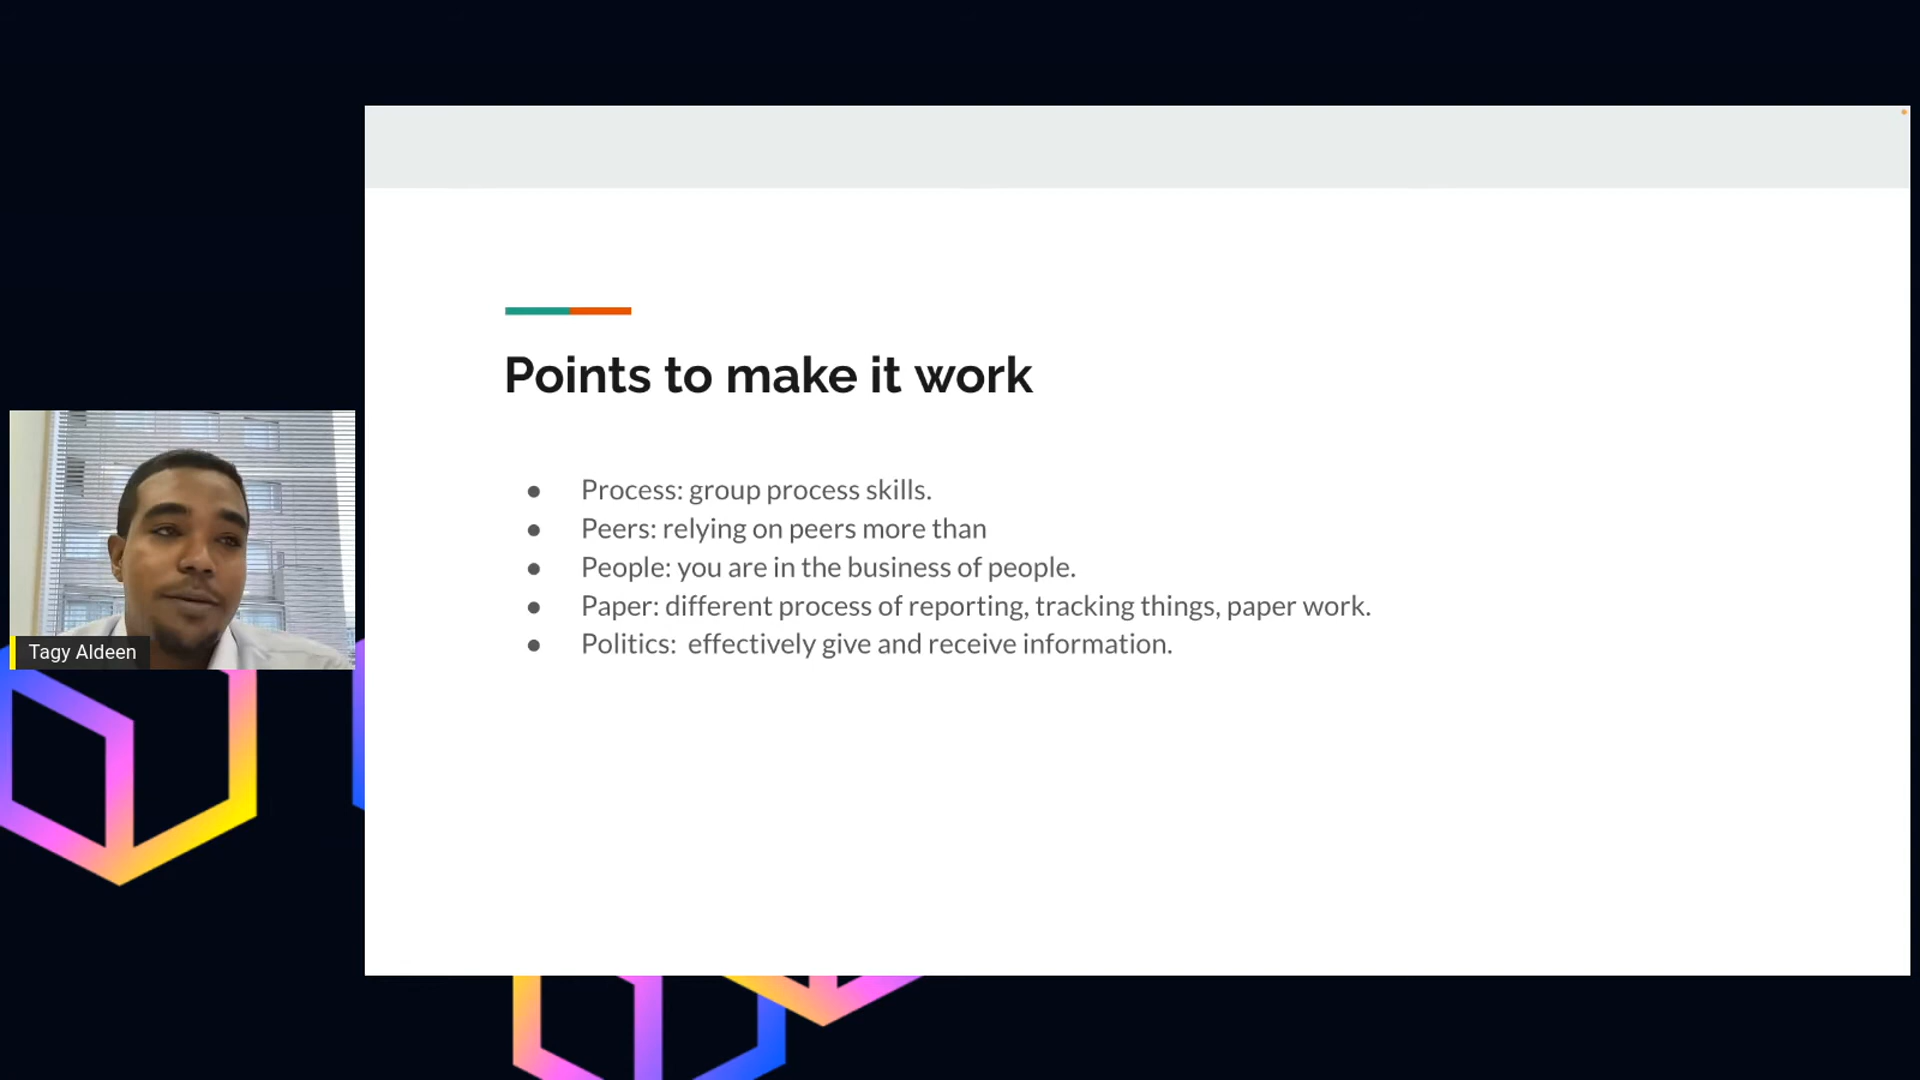 Points to make it work
● Process: group process skills.
● Peers: relying on peers more than
● People: you are in the business of people.
● Paper: different process of reporting, tracking things, paper work.
● Politics:  effectively give and receive information.
Tagy Aldeen